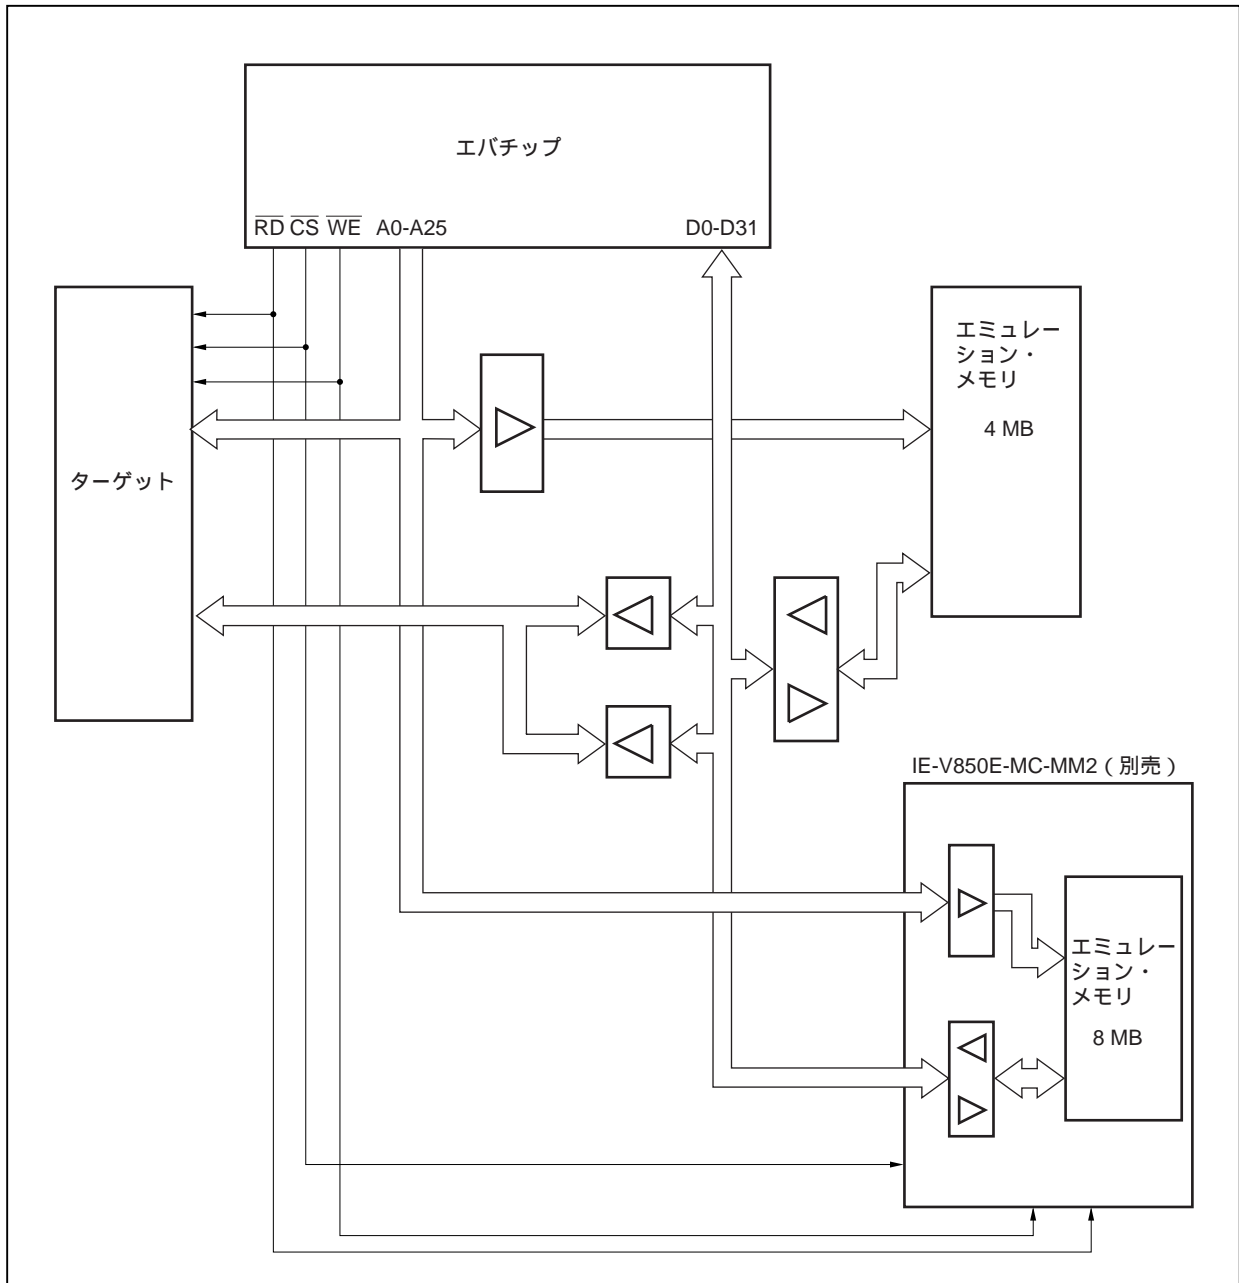 エバチップ
RD CS WE A0-A25 D0-D31
ターゲット
エミュレー
ション・
メモリ
4 MB
IE-V850E-MC-MM2（別売）
エミュレー
ション・
メモリ
8 MB